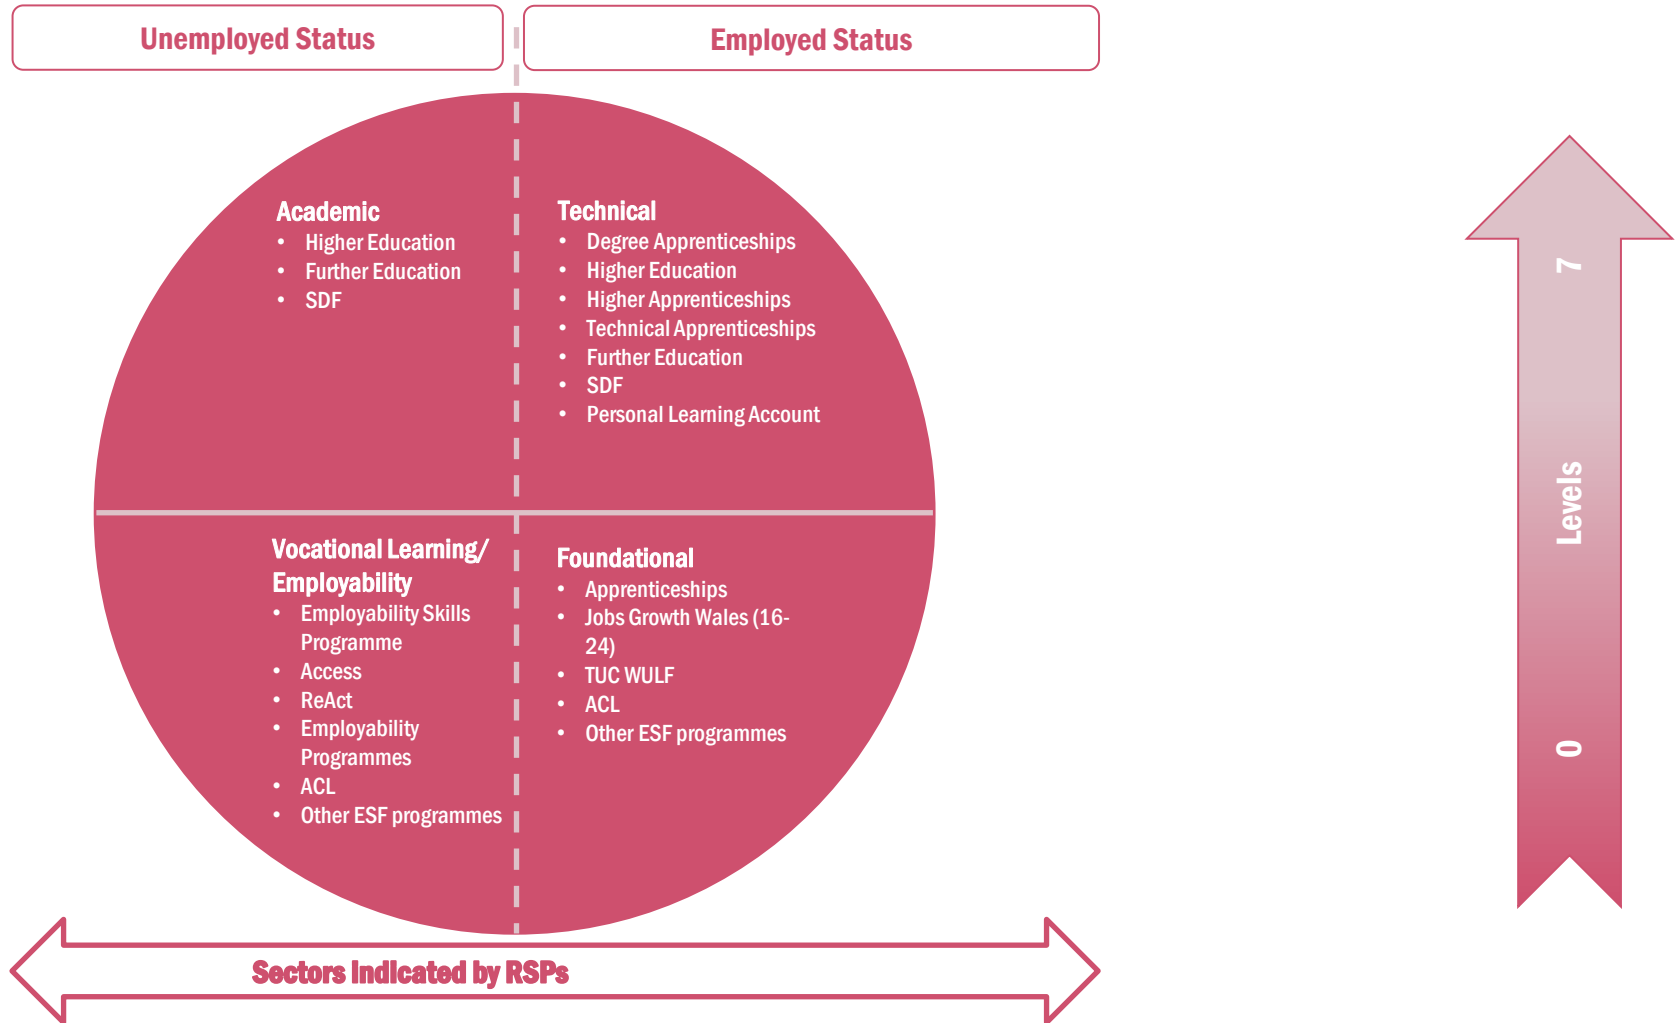 Unemployed Status
Employed Status
Academic
• Higher Education
• Further Education
• SDF
Technical
• Degree Apprenticeships
• Higher Education
• Higher Apprenticeships
• Technical Apprenticeships
• Further Education
• SDF
• Personal Learning Account
Vocational Learning/
Employability
• Employability Skills
Programme
• Access
• ReAct
• Employability
Programmes
• ACL
• Other ESF programmes
Foundational
• Apprenticeships
• Jobs Growth Wales (16-
24)
• TUC WULF
• ACL
• Other ESF programmes
Sectors Indicated by RSPs
0 Levels 7